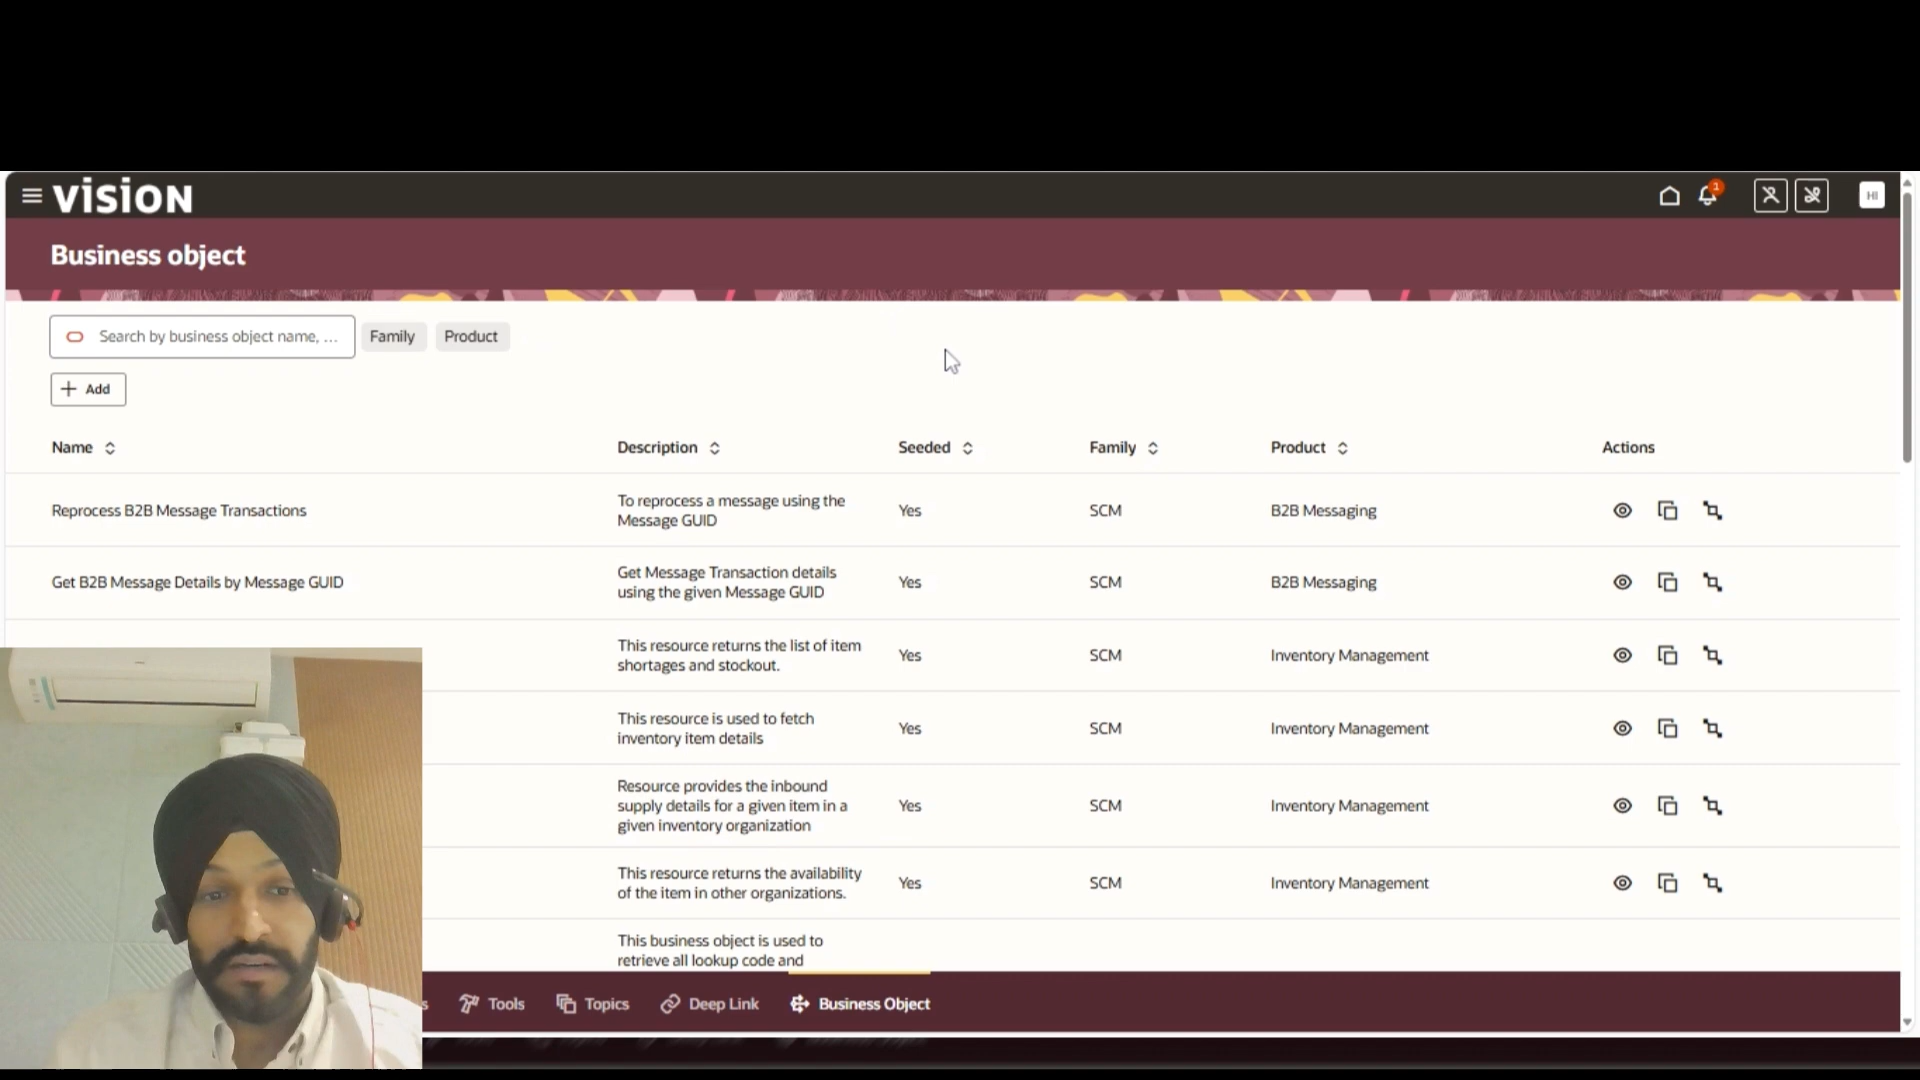 vision
1
HI
Business object
Search by business object name, ...
Family
Product
Add
Name
Description
Seeded
Family
Product
Actions
Reprocess B2B Message Transactions
To reprocess a message using the
Message GUID
Yes
SCM
B2B Messaging
Get B2B Message Details by Message GUID
Get Message Transaction details
using the given Message GUID
Yes
SCM
B2B Messaging
This resource returns the list of item
shortages and stockout.
Yes
SCM
Inventory Management
This resource is used to fetch
inventory item details
Yes
SCM
Inventory Management
Resource provides the inbound
supply details for a given item in a
given inventory organization
Yes
SCM
Inventory Management
This resource returns the availability
of the item in other organizations.
Yes
SCM
Inventory Management
This business object is used to
retrieve all lookup code and
s
Tools
Topics
Deep Link
Business Object